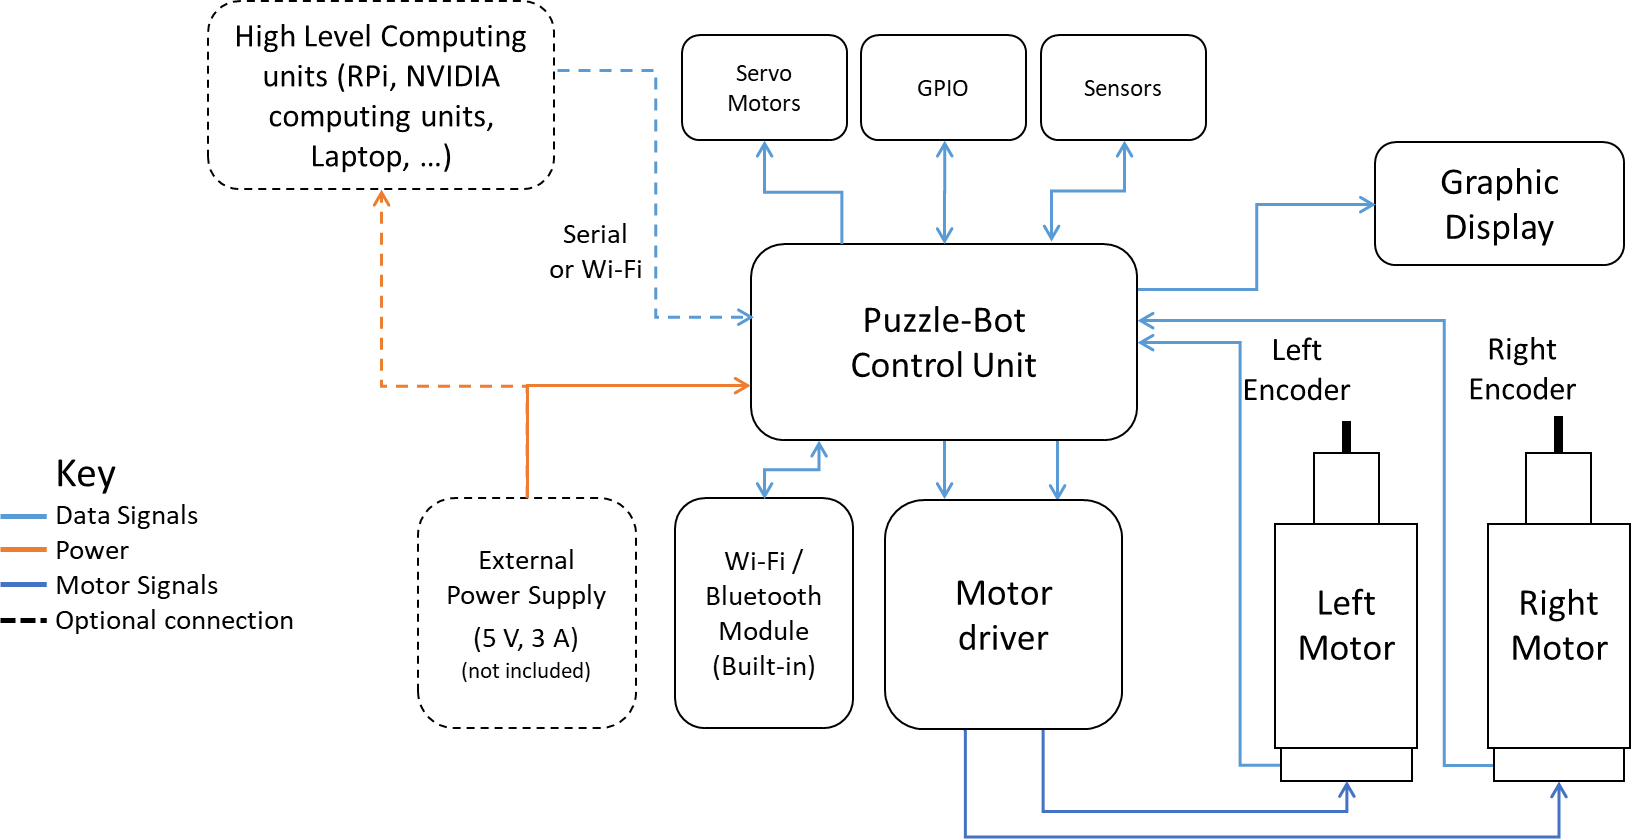 High Level Computing
units (RPi, NVIDIA
computing units,
Laptop, ...)
Servo
Motors
GPIO
Sensors
Graphic
Display
Serial
or Wi-Fi
Puzzle-Bot
Control Unit
Left
Encoder
Right
Encoder
Key
Data Signals
Power
Motor Signals
Optional connection
External
Power Supply
(5 V, 3 A)
(not included)
Wi-Fi /
Bluetooth
Module
(Built-in)
Motor
driver
Left
Motor
Right
Motor